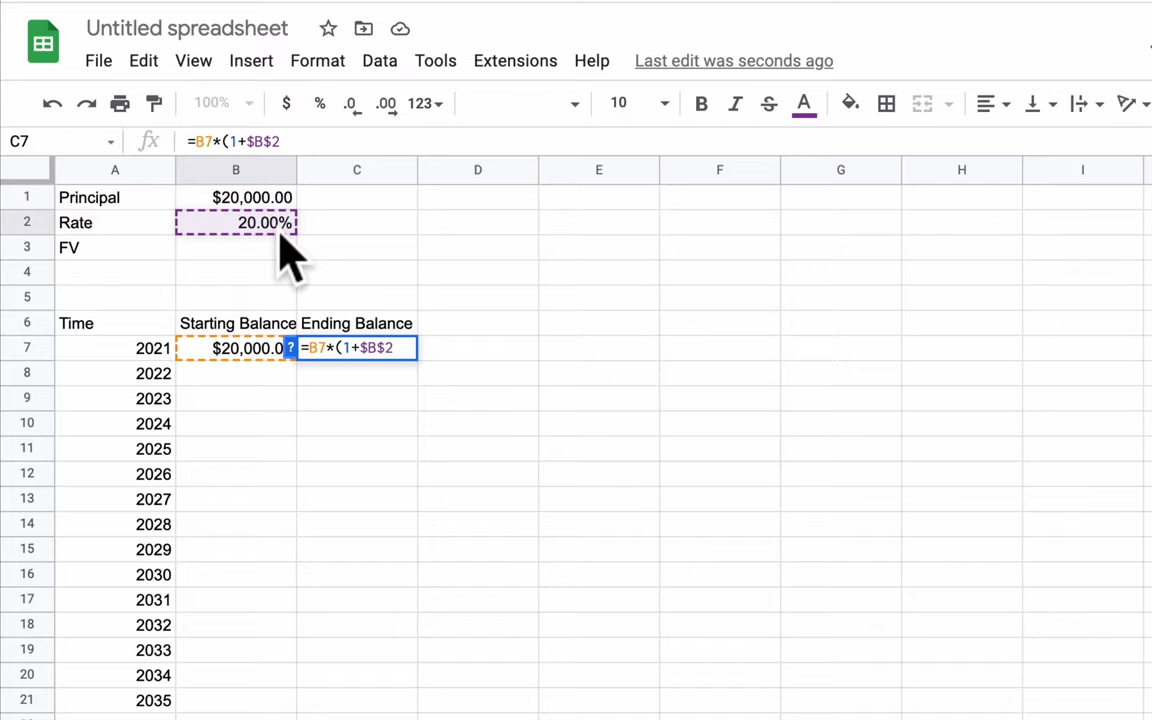 Untitled spreadsheet
File Edit View Insert Format Data Tools Extensions Help Last edit was seconds ago
100% $ % .0 .00 123 10 B I S A
C7 fx =B7*(1+$B$2
A B C D E F G H I
1 Principal $20,000.00
2 Rate 20.00%
3 FV
4
5
6 Time Starting Balance Ending Balance
7 2021 $20,000.0 ? =B7*(1+$B$2
8 2022
9 2023
10 2024
11 2025
12 2026
13 2027
14 2028
15 2029
16 2030
17 2031
18 2032
19 2033
20 2034
21 2035